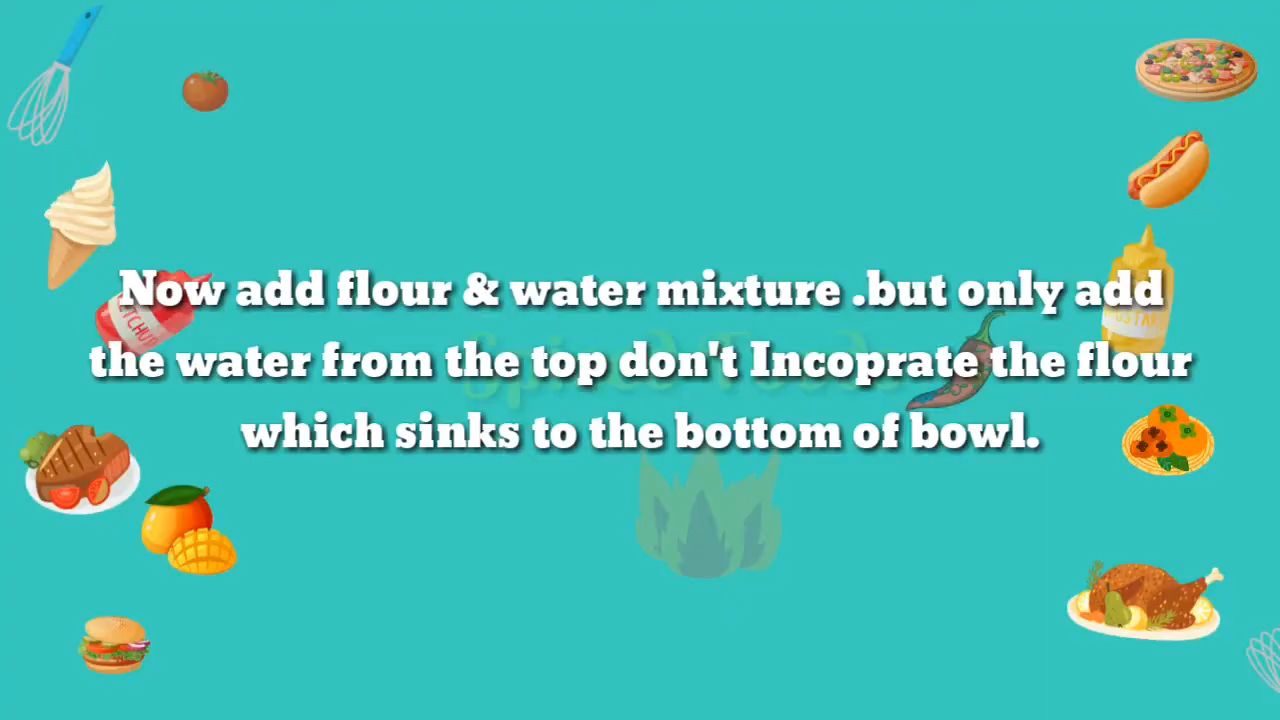 Now add flour & water mixture .but only add
the water from the top don't Incoprate the flour
which sinks to the bottom of bowl.